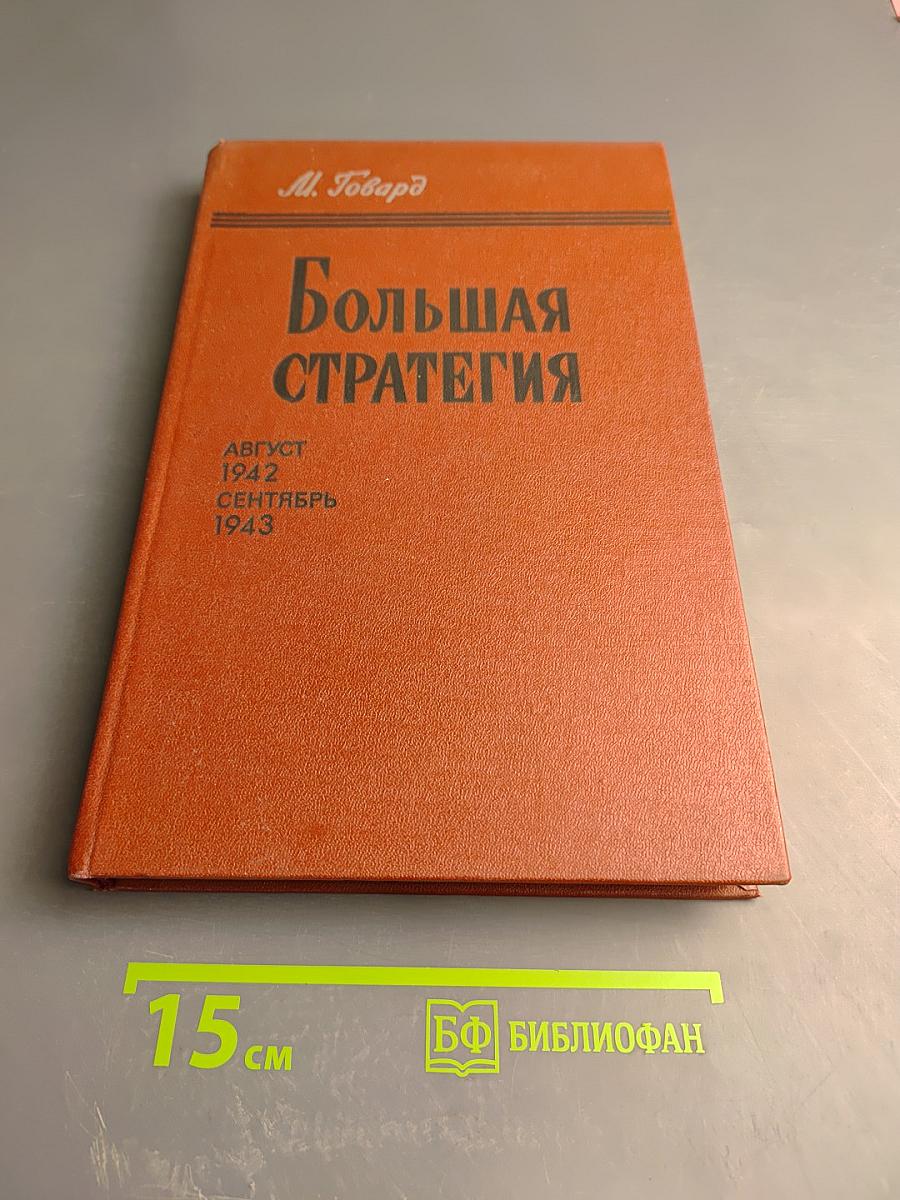 М. Говард
БОЛЬШАЯ
СТРАТЕГИЯ
АВГУСТ
1942
СЕНТЯБРЬ
1943
15 см
БФ БИБЛИОФАН